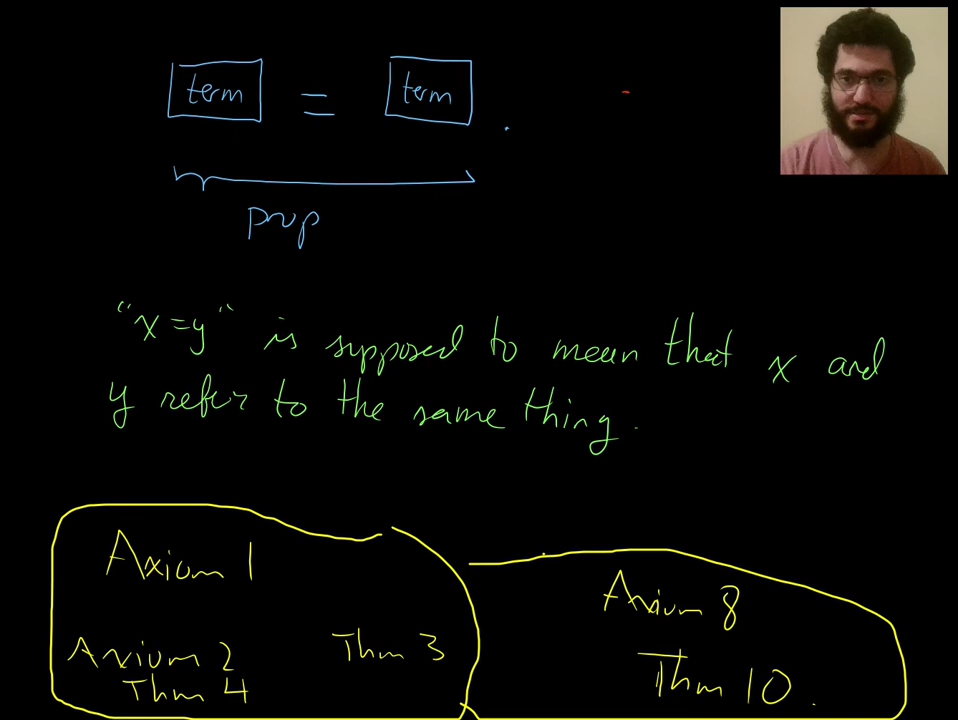 term = term .
prop
"x=y" is supposed to mean that x and
y refer to the same thing.
Axiom 1
Axiom 8
Axiom 2 Thm 3
Thm 4
Thm 10.